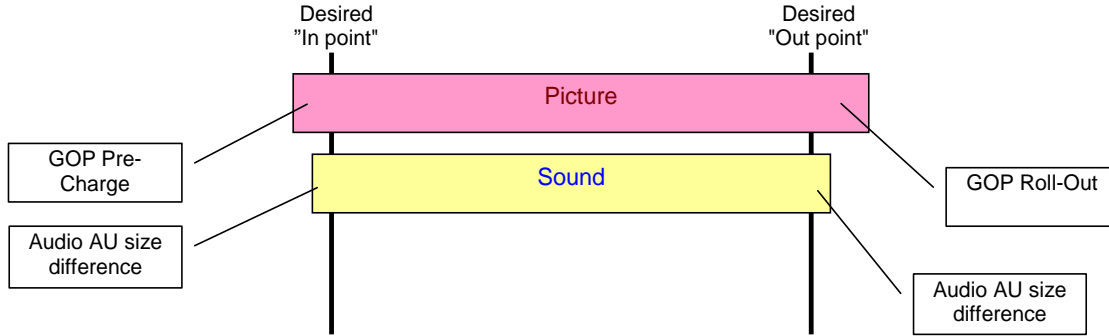 Desired
”In point"
Desired
"Out point"
Picture
GOP Pre-
Charge
Sound
GOP Roll-Out
Audio AU size
difference
Audio AU size
difference